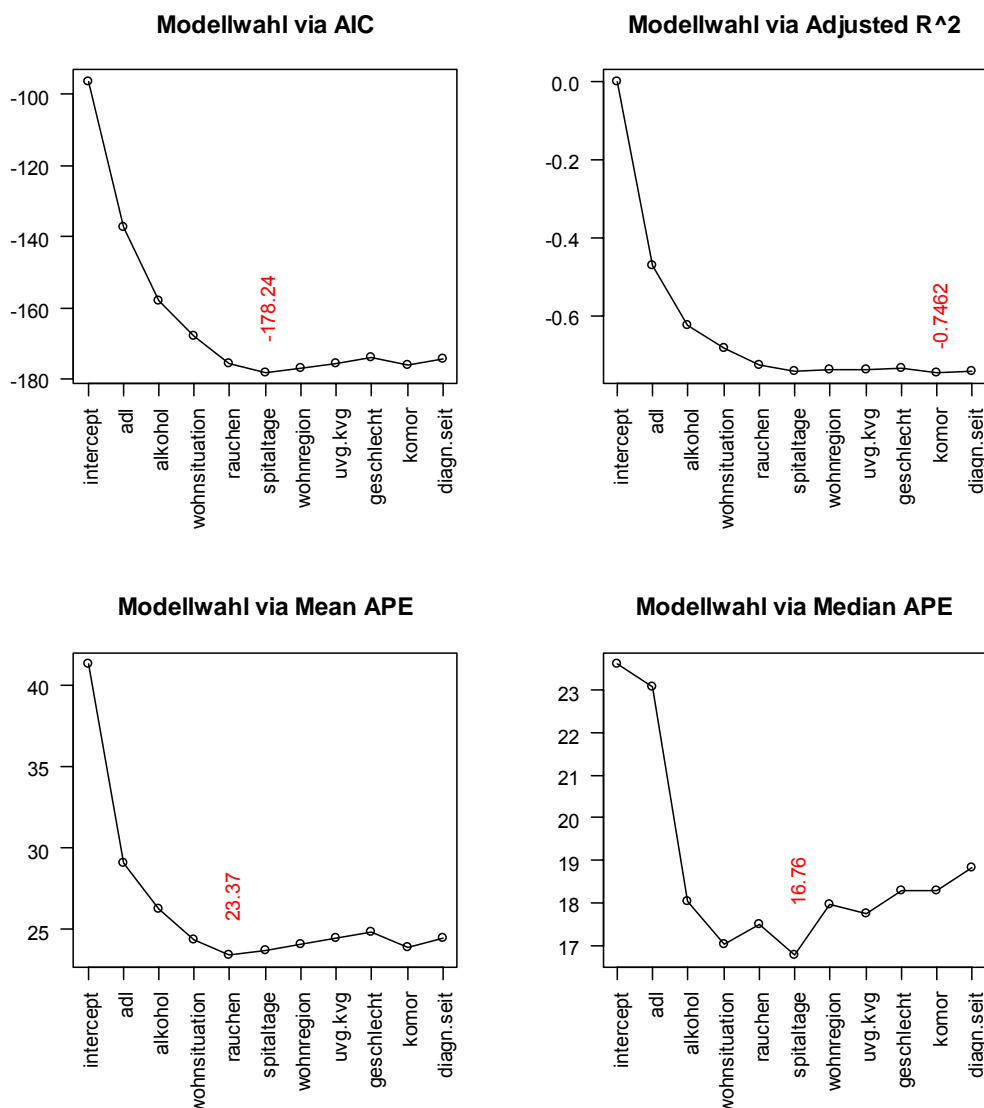 Modellwahl via AIC
-100
-120
-140
-160
-180
-178.24
intercept
adl
alkohol
wohnsituation
rauchen
spitaltage
wohnregion
uvg.kvg
geschlecht
komor
diagn.seit
Modellwahl via Adjusted R^2
0.0
-0.2
-0.4
-0.6
-0.7462
intercept
adl
alkohol
wohnsituation
rauchen
spitaltage
wohnregion
uvg.kvg
geschlecht
komor
diagn.seit
Modellwahl via Mean APE
40
35
30
25
23.37
intercept
adl
alkohol
wohnsituation
rauchen
spitaltage
wohnregion
uvg.kvg
geschlecht
komor
diagn.seit
Modellwahl via Median APE
23
22
21
20
19
18
17
16.76
intercept
adl
alkohol
wohnsituation
rauchen
spitaltage
wohnregion
uvg.kvg
geschlecht
komor
diagn.seit